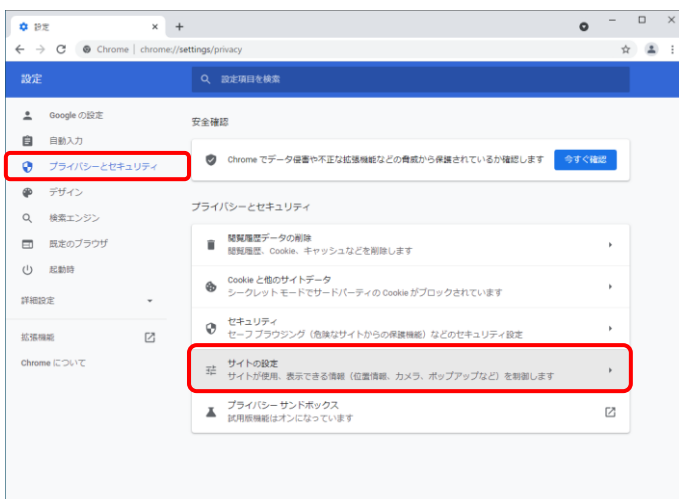 設定
Chrome | chrome://settings/privacy
設定
設定項目を検索
Google の設定
自動入力
プライバシーとセキュリティ
デザイン
検索エンジン
既定のブラウザ
起動時
詳細設定
拡張機能
Chrome について
安全確認
Chrome でデータ侵害や不正な拡張機能などの脅威から保護されているか確認します
今すぐ確認
プライバシーとセキュリティ
閲覧履歴データの削除
閲覧履歴、Cookie、キャッシュなどを削除します
Cookie と他のサイトデータ
シークレット モードでサードパーティの Cookie がブロックされています
セキュリティ
セーフ ブラウジング（危険なサイトからの保護機能）などのセキュリティ設定
サイトの設定
サイトが使用、表示できる情報（位置情報、カメラ、ポップアップなど）を制御します
プライバシー サンドボックス
試用版機能はオンになっています